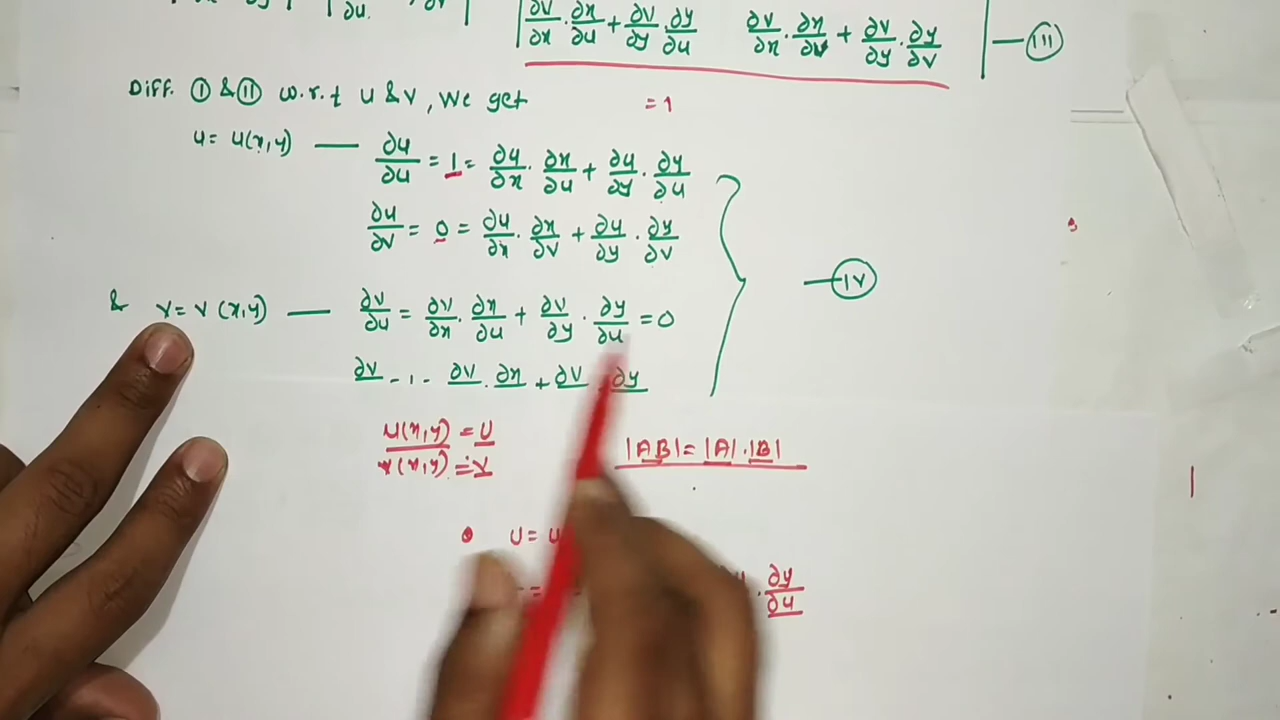 ∂u
∂v/∂x · ∂x/∂u + ∂v/∂y · ∂y/∂u   ∂v/∂x · ∂x/∂v + ∂v/∂y · ∂y/∂v | — III
Diff. I & II w.r.t u & v, we get = 1
u = u(x,y) — ∂u/∂u = 1 = ∂u/∂x · ∂x/∂u + ∂u/∂y · ∂y/∂u
∂u/∂v = 0 = ∂u/∂x · ∂x/∂v + ∂u/∂y · ∂y/∂v
— IV
& v = v(x,y) — ∂v/∂u = ∂v/∂x · ∂x/∂u + ∂v/∂y · ∂y/∂u = 0
∂v = 1 = ∂v · ∂x + ∂v · ∂y
u(x,y) = u
v(x,y) = v
|AB| = |A| · |B|
u =
· ∂y/∂u